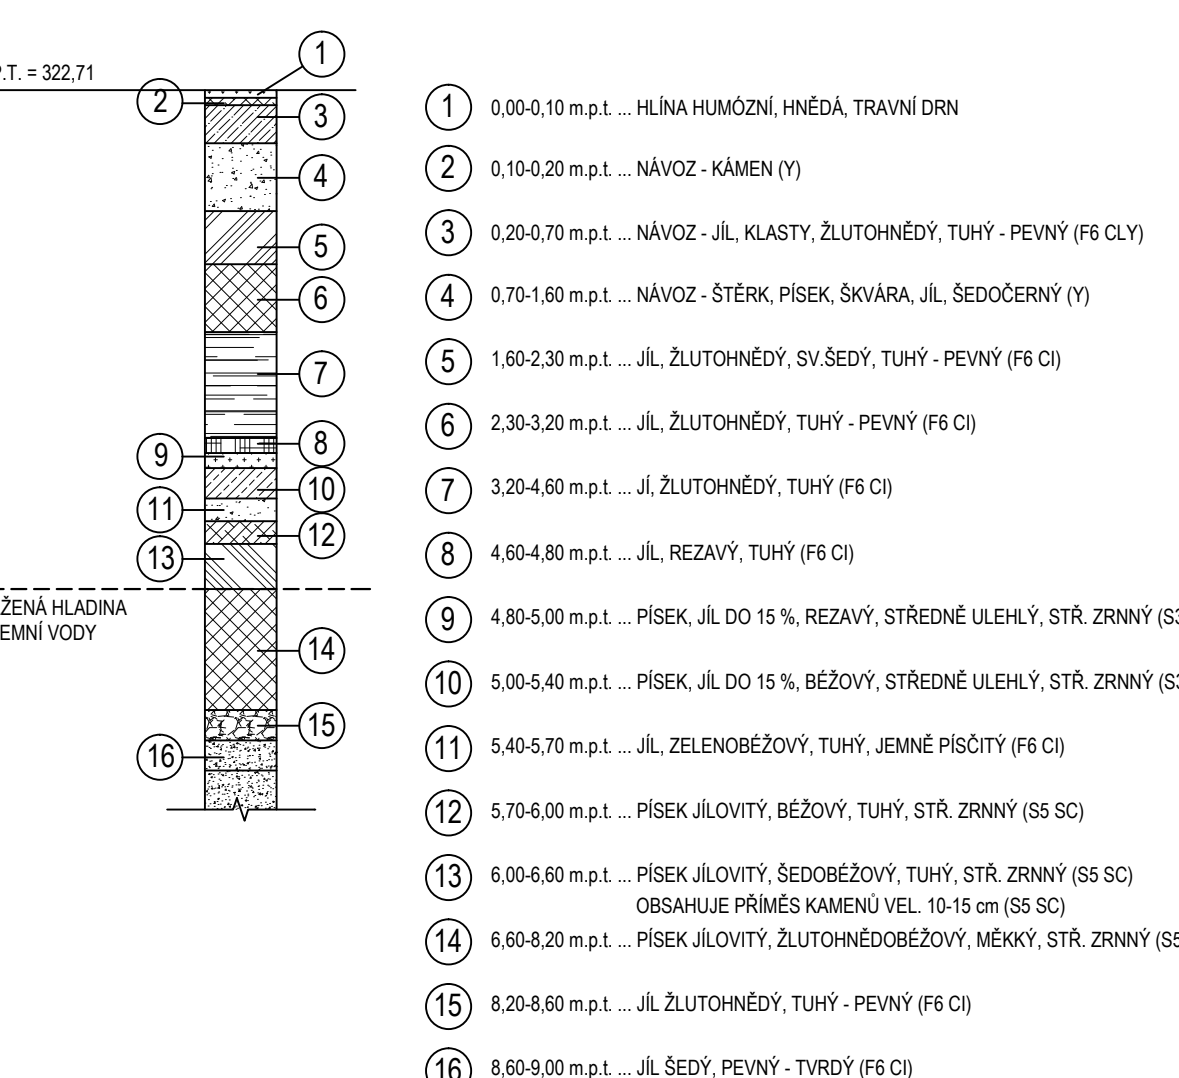 P.T. = 322,71
1
2
3
4
5
6
7
8
9
10
11
12
13
ŽENÁ HLADINA
EMNÍ VODY
14
15
16
1 0,00-0,10 m.p.t. ... HLÍNA HUMÓZNÍ, HNĚDÁ, TRAVNÍ DRN
2 0,10-0,20 m.p.t. ... NÁVOZ - KÁMEN (Y)
3 0,20-0,70 m.p.t. ... NÁVOZ - JÍL, KLASTY, ŽLUTOHNĚDÝ, TUHÝ - PEVNÝ (F6 CLY)
4 0,70-1,60 m.p.t. ... NÁVOZ - ŠTĚRK, PÍSEK, ŠKVÁRA, JÍL, ŠEDOČERNÝ (Y)
5 1,60-2,30 m.p.t. ... JÍL, ŽLUTOHNĚDÝ, SV.ŠEDÝ, TUHÝ - PEVNÝ (F6 CI)
6 2,30-3,20 m.p.t. ... JÍL, ŽLUTOHNĚDÝ, TUHÝ - PEVNÝ (F6 CI)
7 3,20-4,60 m.p.t. ... JÍ, ŽLUTOHNĚDÝ, TUHÝ (F6 CI)
8 4,60-4,80 m.p.t. ... JÍL, REZAVÝ, TUHÝ (F6 CI)
9 4,80-5,00 m.p.t. ... PÍSEK, JÍL DO 15 %, REZAVÝ, STŘEDNĚ ULEHLÝ, STŘ. ZRNNÝ (S3
10 5,00-5,40 m.p.t. ... PÍSEK, JÍL DO 15 %, BÉŽOVÝ, STŘEDNĚ ULEHLÝ, STŘ. ZRNNÝ (S3
11 5,40-5,70 m.p.t. ... JÍL, ZELENOBÉŽOVÝ, TUHÝ, JEMNĚ PÍSČITÝ (F6 CI)
12 5,70-6,00 m.p.t. ... PÍSEK JÍLOVITÝ, BÉŽOVÝ, TUHÝ, STŘ. ZRNNÝ (S5 SC)
13 6,00-6,60 m.p.t. ... PÍSEK JÍLOVITÝ, ŠEDOBÉŽOVÝ, TUHÝ, STŘ. ZRNNÝ (S5 SC)
OBSAHUJE PŘÍMĚS KAMENŮ VEL. 10-15 cm (S5 SC)
14 6,60-8,20 m.p.t. ... PÍSEK JÍLOVITÝ, ŽLUTOHNĚDOBÉŽOVÝ, MĚKKÝ, STŘ. ZRNNÝ (S5
15 8,20-8,60 m.p.t. ... JÍL ŽLUTOHNĚDÝ, TUHÝ - PEVNÝ (F6 CI)
16 8,60-9,00 m.p.t. ... JÍL ŠEDÝ, PEVNÝ - TVRDÝ (F6 CI)